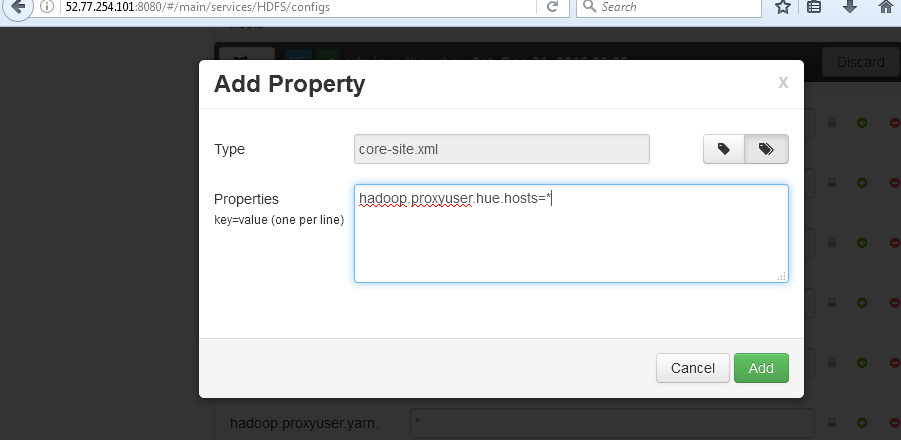 52.77.254.101:8080/#/main/services/HDFS/configs
Search
Discard
Add Property
x
Type
core-site.xml
Properties
key=value (one per line)
hadoop.proxyuser.hue.hosts=*
Cancel
Add
hadoop.proxyuser.yarn.
*